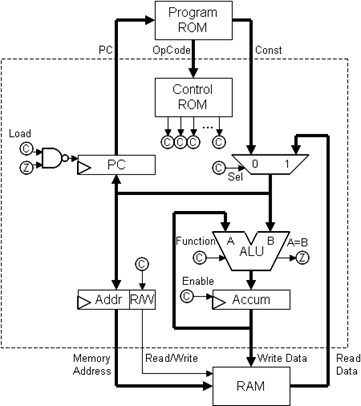 Program
ROM
PC
OpCode
Const
Control
ROM
Load
C
C
C
C
...
C
Z
PC
C
Sel
0
1
Function
A
B
A=B
C
ALU
Z
C
Enable
C
Addr
R/W
Accum
Memory
Address
Read/Write
Write Data
Read
Data
RAM